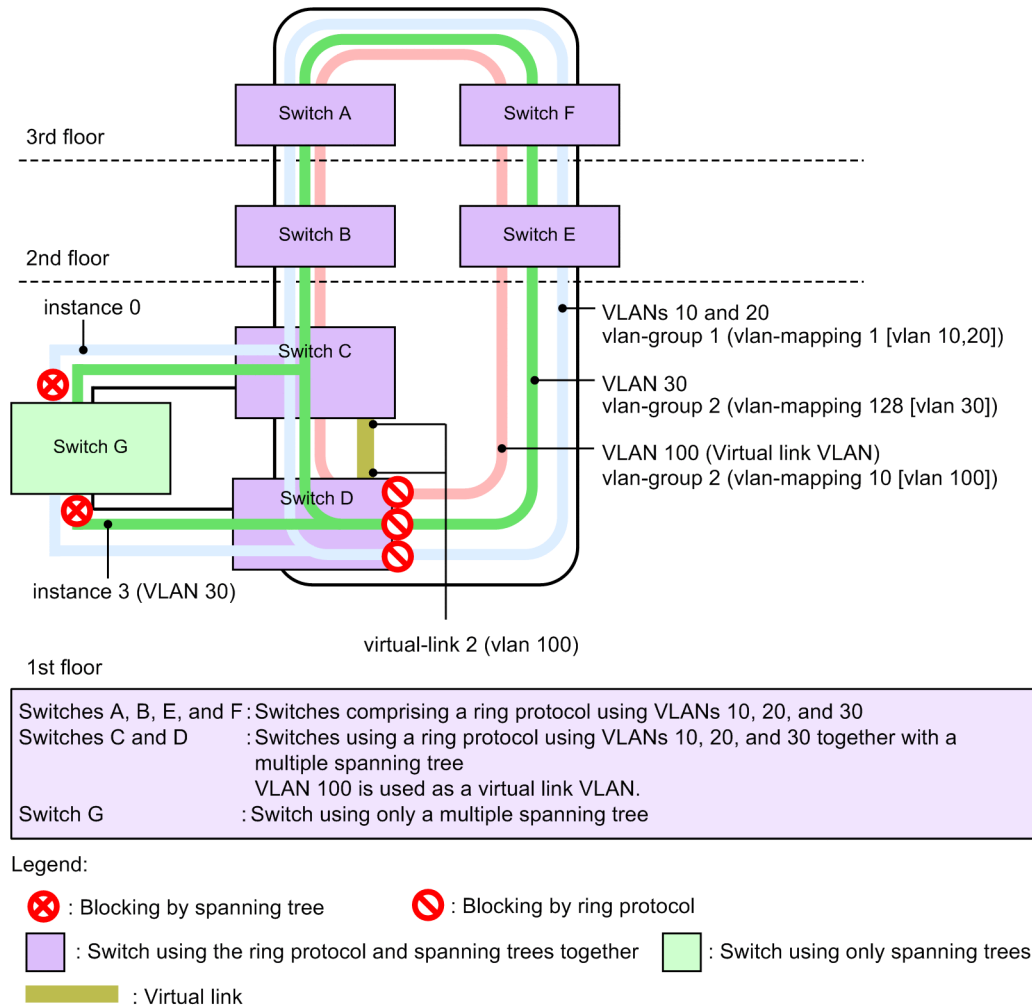 Switch A
Switch F
3rd floor
Switch B
Switch E
2nd floor
instance 0
VLANs 10 and 20
vlan-group 1 (vlan-mapping 1 [vlan 10,20])
Switch C
VLAN 30
vlan-group 2 (vlan-mapping 128 [vlan 30])
Switch G
VLAN 100 (Virtual link VLAN)
vlan-group 2 (vlan-mapping 10 [vlan 100])
Switch D
instance 3 (VLAN 30)
virtual-link 2 (vlan 100)
1st floor
Switches A, B, E, and F : Switches comprising a ring protocol using VLANs 10, 20, and 30
Switches C and D : Switches using a ring protocol using VLANs 10, 20, and 30 together with a
multiple spanning tree
VLAN 100 is used as a virtual link VLAN.
Switch G : Switch using only a multiple spanning tree
Legend:
: Blocking by spanning tree
: Blocking by ring protocol
: Switch using the ring protocol and spanning trees together
: Switch using only spanning trees
: Virtual link